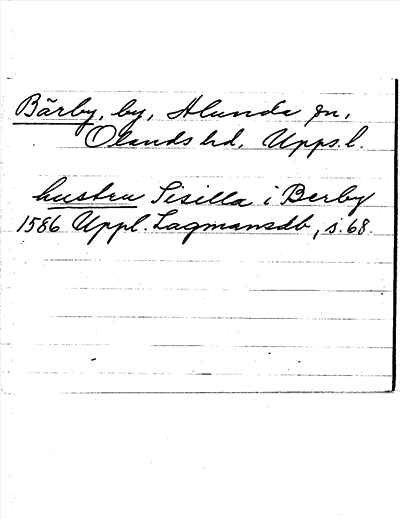 Bärby, by, Alunda sn,
Olands hd, Upps. l.
hustru Sisilla i Berby
1586 Uppl. Lagmansdb, s. 68.